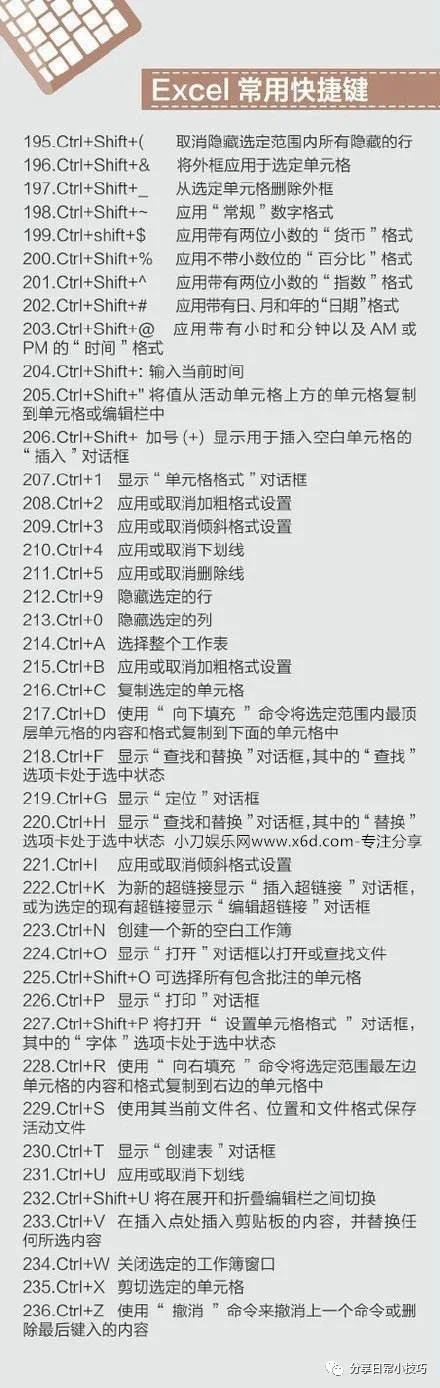 Excel 常用快捷键
195.Ctrl+Shift+( 取消隐藏选定范围内所有隐藏的行
196.Ctrl+Shift+& 将外框应用于选定单元格
197.Ctrl+Shift+_ 从选定单元格删除外框
198.Ctrl+Shift+~ 应用“常规”数字格式
199.Ctrl+shift+$ 应用带有两位小数的“货币”格式
200.Ctrl+Shift+% 应用不带小数位的“百分比”格式
201.Ctrl+Shift+^ 应用带有两位小数的“指数”格式
202.Ctrl+Shift+# 应用带有日、月和年的“日期”格式
203.Ctrl+Shift+@ 应用带有小时和分钟以及AM或
PM的“时间”格式
204.Ctrl+Shift+: 输入当前时间
205.Ctrl+Shift+"将值从活动单元格上方的单元格复制
到单元格或编辑栏中
206.Ctrl+Shift+ 加号(+) 显示用于插入空白单元格的
“插入”对话框
207.Ctrl+1 显示“单元格格式”对话框
208.Ctrl+2 应用或取消加粗格式设置
209.Ctrl+3 应用或取消倾斜格式设置
210.Ctrl+4 应用或取消下划线
211.Ctrl+5 应用或取消删除线
212.Ctrl+9 隐藏选定的行
213.Ctrl+0 隐藏选定的列
214.Ctrl+A 选择整个工作表
215.Ctrl+B 应用或取消加粗格式设置
216.Ctrl+C 复制选定的单元格
217.Ctrl+D 使用“向下填充”命令将选定范围内最顶
层单元格的内容和格式复制到下面的单元格中
218.Ctrl+F 显示“查找和替换”对话框,其中的“查找”
选项卡处于选中状态
219.Ctrl+G 显示“定位”对话框
220.Ctrl+H 显示“查找和替换”对话框,其中的“替换”
选项卡处于选中状态 小刀娱乐网www.x6d.com-专注分享
221.Ctrl+I 应用或取消倾斜格式设置
222.Ctrl+K 为新的超链接显示“插入超链接”对话框,
或为选定的现有超链接显示“编辑超链接”对话框
223.Ctrl+N 创建一个新的空白工作簿
224.Ctrl+O 显示“打开”对话框以打开或查找文件
225.Ctrl+Shift+O 可选择所有包含批注的单元格
226.Ctrl+P 显示“打印”对话框
227.Ctrl+Shift+P 将打开“设置单元格格式”对话框,
其中的“字体”选项卡处于选中状态
228.Ctrl+R 使用“向右填充”命令将选定范围最左边
单元格的内容和格式复制到右边的单元格中
229.Ctrl+S 使用其当前文件名、位置和文件格式保存
活动文件
230.Ctrl+T 显示“创建表”对话框
231.Ctrl+U 应用或取消下划线
232.Ctrl+Shift+U 将在展开和折叠编辑栏之间切换
233.Ctrl+V 在插入点处插入剪贴板的内容，并替换任
何所选内容
234.Ctrl+W 关闭选定的工作簿窗口
235.Ctrl+X 剪切选定的单元格
236.Ctrl+Z 使用“撤消”命令来撤消上一个命令或删
除最后键入的内容
分享日常小技巧